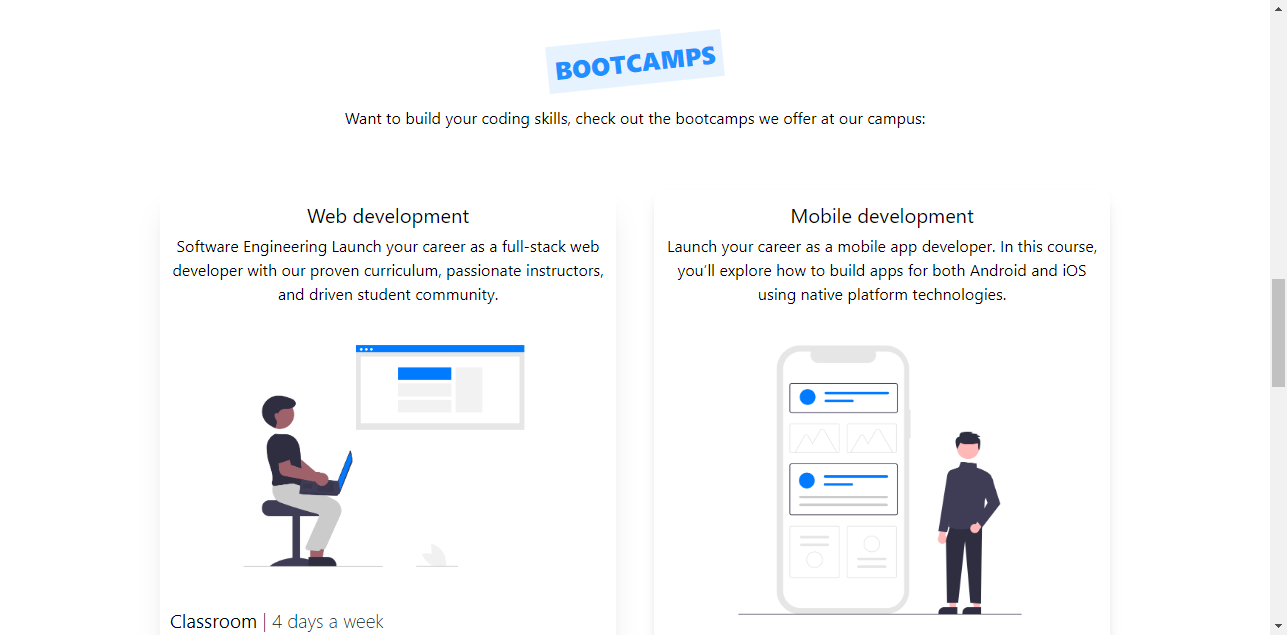 BOOTCAMPS
Want to build your coding skills, check out the bootcamps we offer at our campus:
Web development
Software Engineering Launch your career as a full-stack web
developer with our proven curriculum, passionate instructors,
and driven student community.
Classroom | 4 days a week
Mobile development
Launch your career as a mobile app developer. In this course,
you’ll explore how to build apps for both Android and iOS
using native platform technologies.